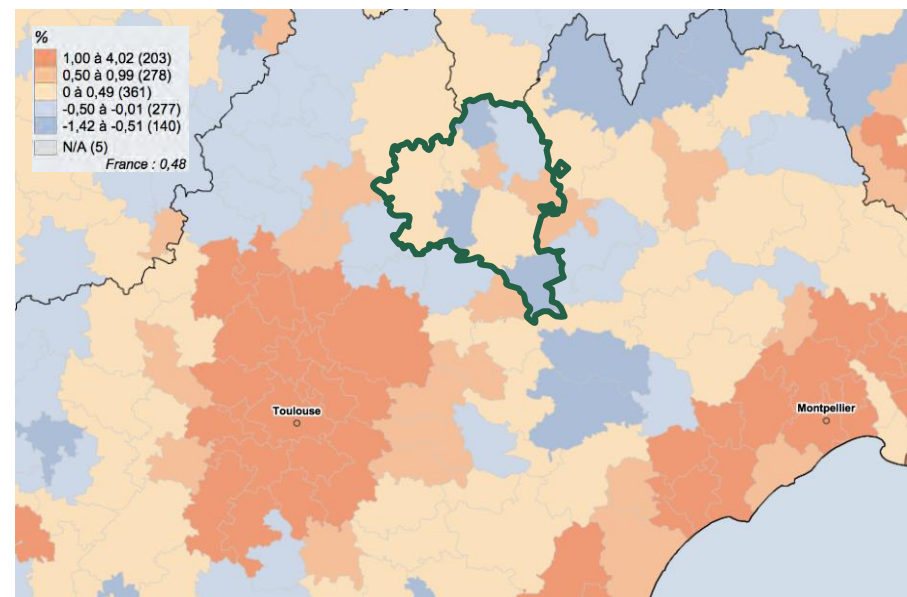 %
1,00 à 4,02 (203)
0,50 à 0,99 (278)
0 à 0,49 (361)
-0,50 à -0,01 (277)
-1,42 à -0,51 (140)
N/A (5)
France : 0,48
Toulouse
Montpellier